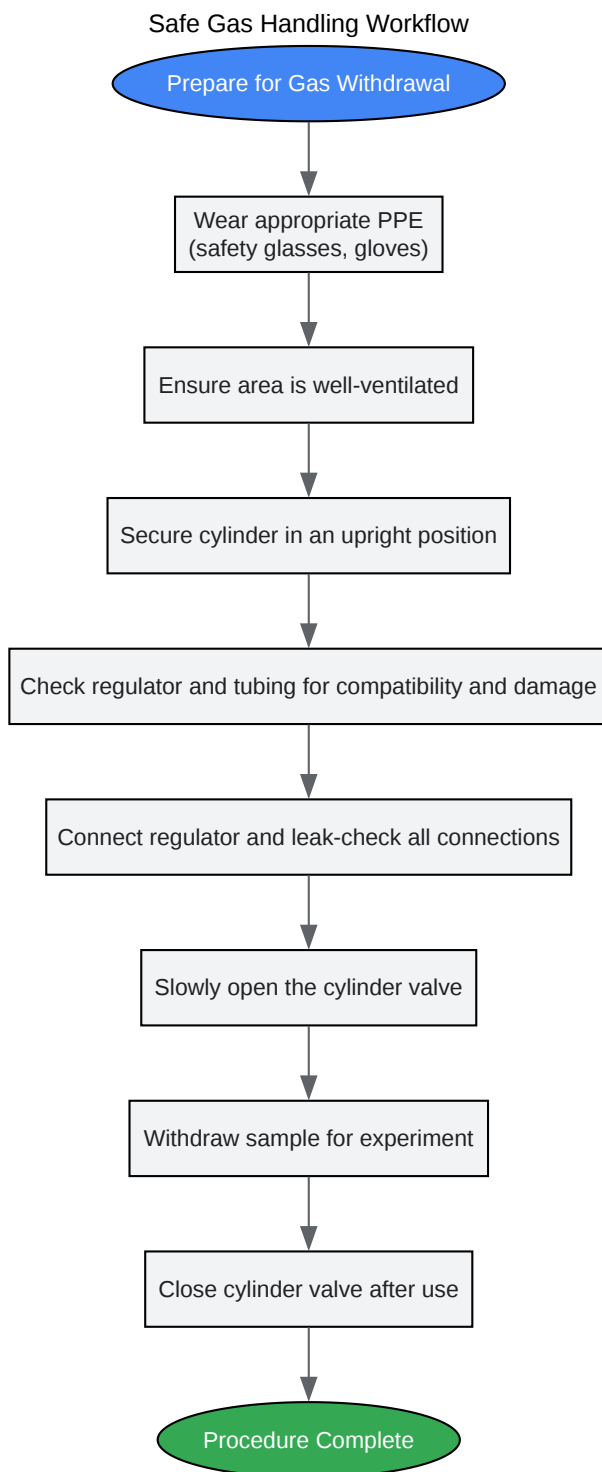 Safe Gas Handling Workflow
Prepare for Gas Withdrawal
Wear appropriate PPE
(safety glasses, gloves)
Ensure area is well-ventilated
Secure cylinder in an upright position
Check regulator and tubing for compatibility and damage
Connect regulator and leak-check all connections
Slowly open the cylinder valve
Withdraw sample for experiment
Close cylinder valve after use
Procedure Complete